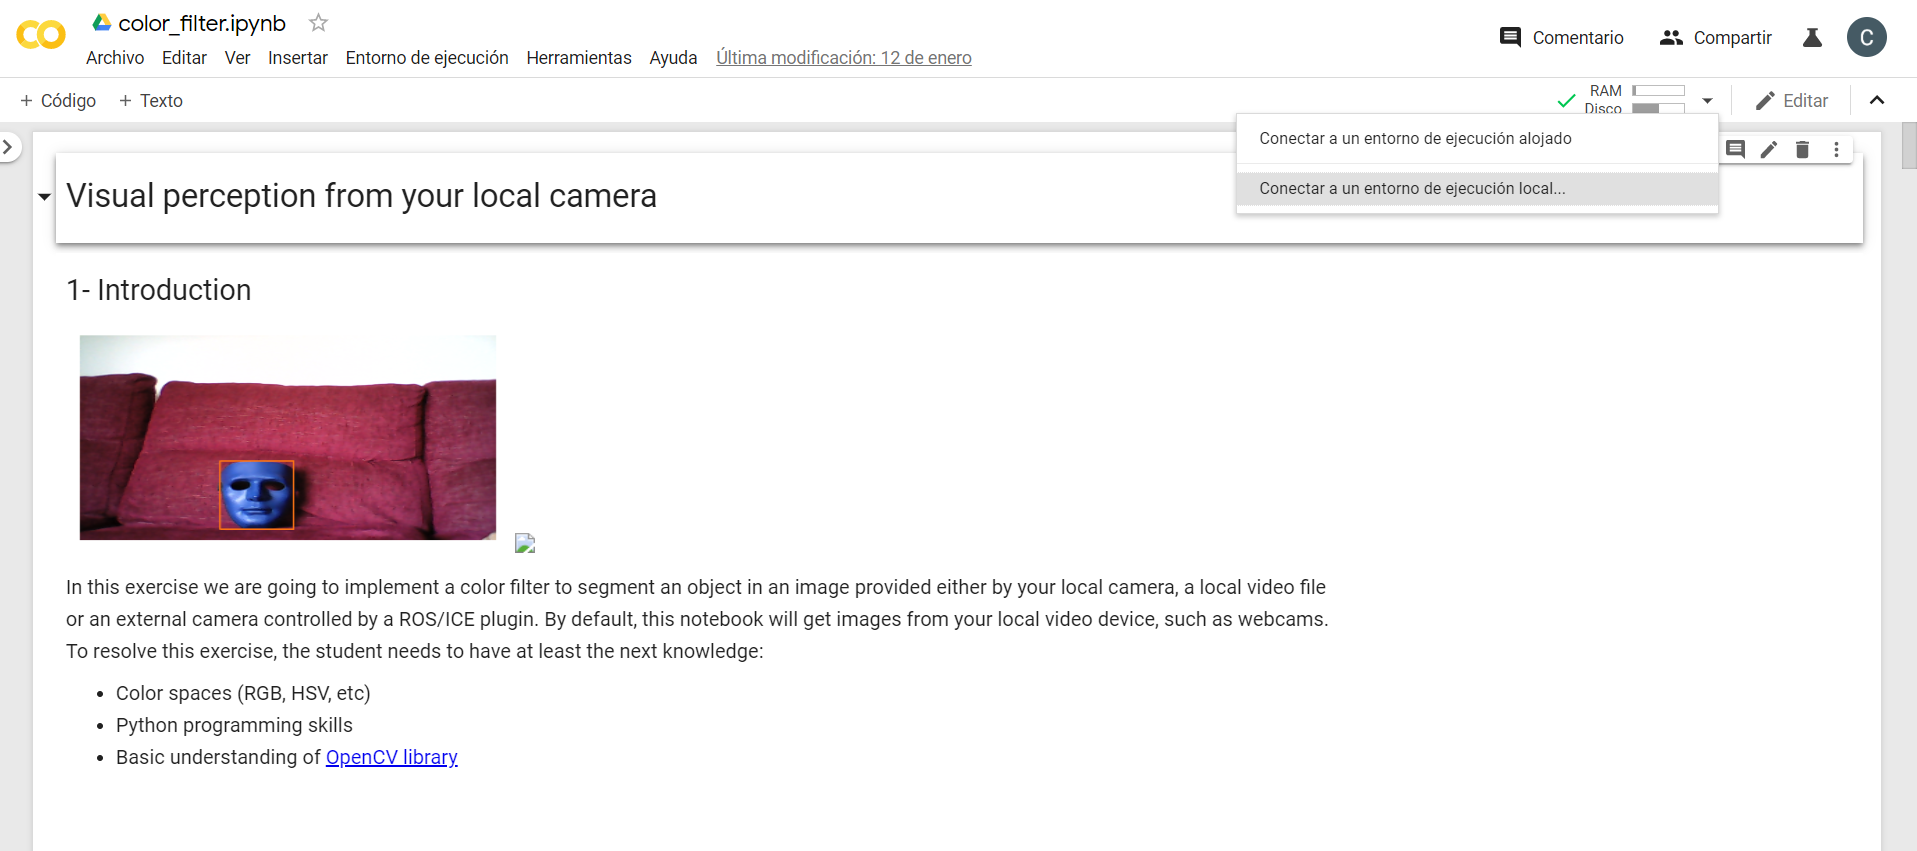 color_filter.ipynb
Archivo Editar Ver Insertar Entorno de ejecución Herramientas Ayuda Última modificación: 12 de enero
Comentario Compartir C
+ Código + Texto
RAM
Disco
Editar
Conectar a un entorno de ejecución alojado
Conectar a un entorno de ejecución local...
Visual perception from your local camera
1- Introduction
In this exercise we are going to implement a color filter to segment an object in an image provided either by your local camera, a local video file
or an external camera controlled by a ROS/ICE plugin. By default, this notebook will get images from your local video device, such as webcams.
To resolve this exercise, the student needs to have at least the next knowledge:
• Color spaces (RGB, HSV, etc)
• Python programming skills
• Basic understanding of OpenCV library